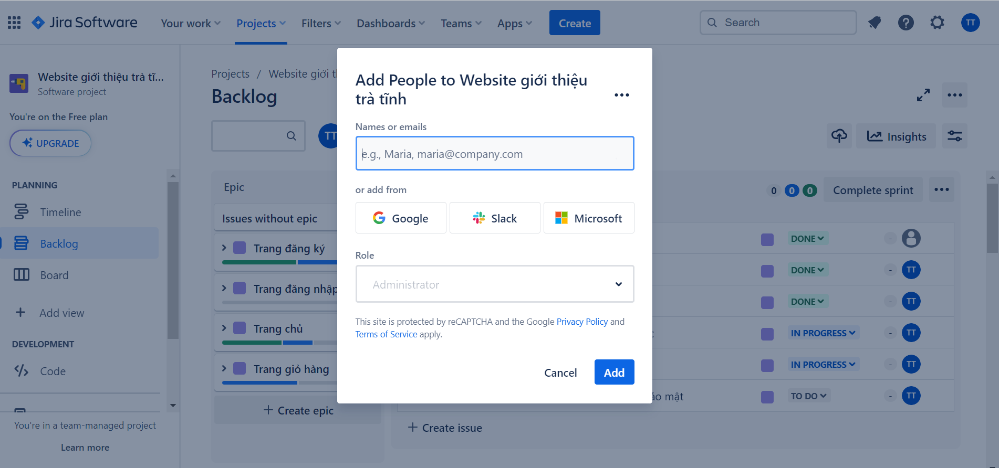 Jira Software
Your work
Projects
Filters
Dashboards
Teams
Apps
Create
Search
TT
Website giới thiệu trà tĩ...
Software project
You're on the Free plan
UPGRADE
PLANNING
Timeline
Backlog
Board
Add view
DEVELOPMENT
Code
You're in a team-managed project
Learn more
Projects / Website giới
Backlog
TT
Insights
Epic
Issues without epic
Trang đăng ký
Trang đăng nhập
Trang chủ
Trang giỏ hàng
+ Create epic
0 0 0
Complete sprint
DONE -
DONE - TT
DONE - TT
IN PROGRESS - TT
IN PROGRESS - TT
mật TO DO - TT
+ Create issue
Add People to Website giới thiệu
trà tĩnh
Names or emails
e.g., Maria, maria@company.com
or add from
Google
Slack
Microsoft
Role
Administrator
This site is protected by reCAPTCHA and the Google Privacy Policy and
Terms of Service apply.
Cancel
Add